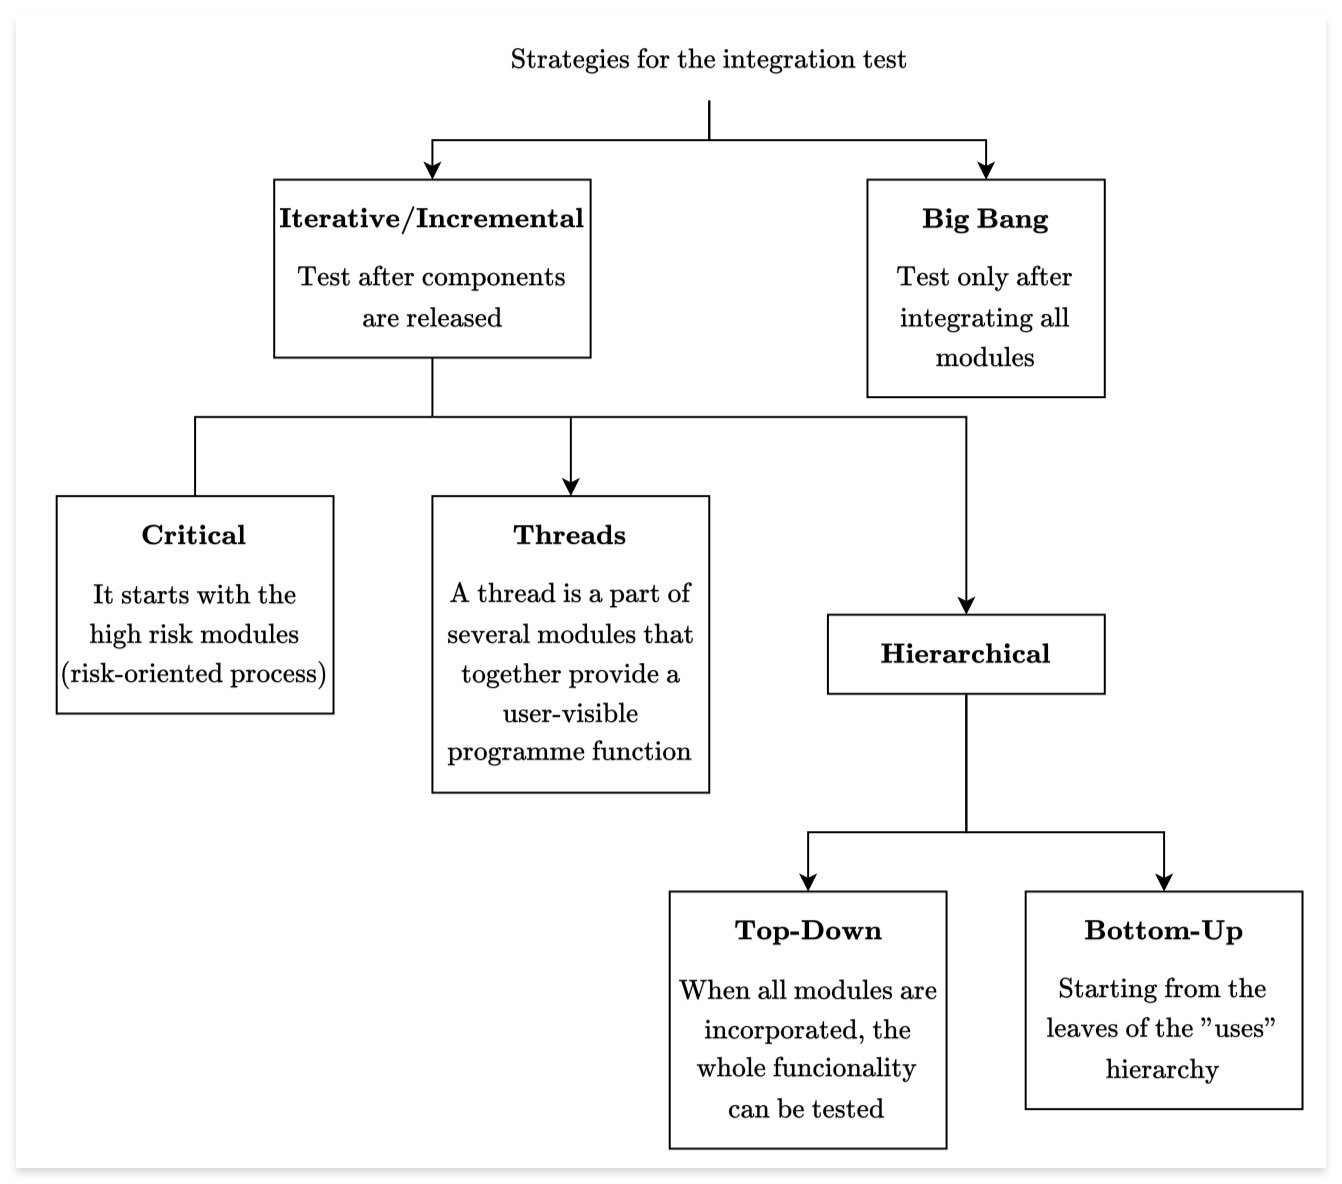 Strategies for the integration test
Iterative/Incremental
Test after components
are released
Big Bang
Test only after
integrating all
modules
Critical
It starts with the
high risk modules
(risk-oriented process)
Threads
A thread is a part of
several modules that
together provide a
user-visible
programme function
Hierarchical
Top-Down
When all modules are
incorporated, the
whole funcionality
can be tested
Bottom-Up
Starting from the
leaves of the ”uses”
hierarchy